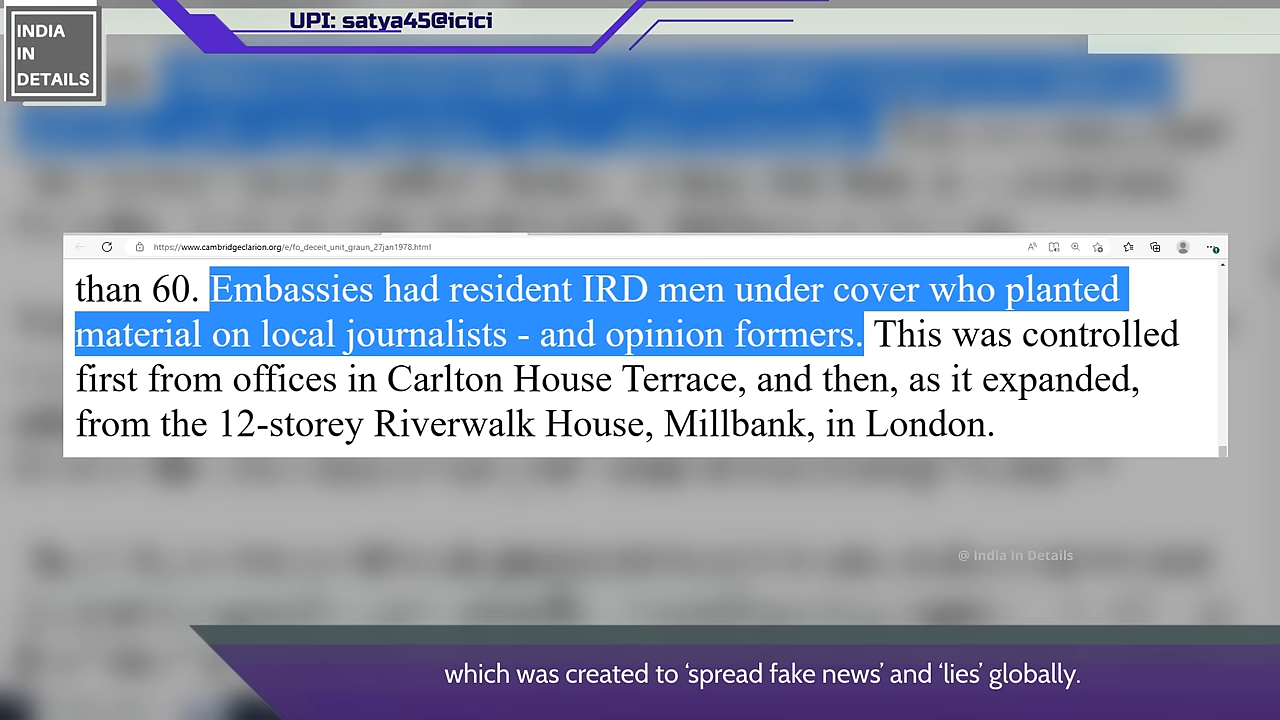 UPI: satya45@icici
INDIA
IN
DETAILS
https://www.cambridgeclarion.org/e/fo_deceit_unit_graun_27jan1978.html
than 60. Embassies had resident IRD men under cover who planted
material on local journalists - and opinion formers. This was controlled
first from offices in Carlton House Terrace, and then, as it expanded,
from the 12-storey Riverwalk House, Millbank, in London.
@ India in Details
which was created to ‘spread fake news’ and ‘lies’ globally.